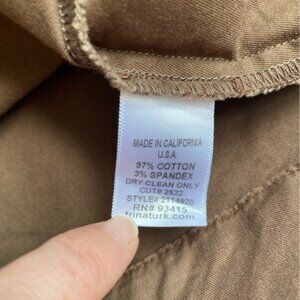 MADE IN CALIFORNIA
U.S.A.
97% COTTON
3% SPANDEX
DRY CLEAN ONLY
CUT# 2522
STYLE# 2114920
RN# 93415
trinaturk.com